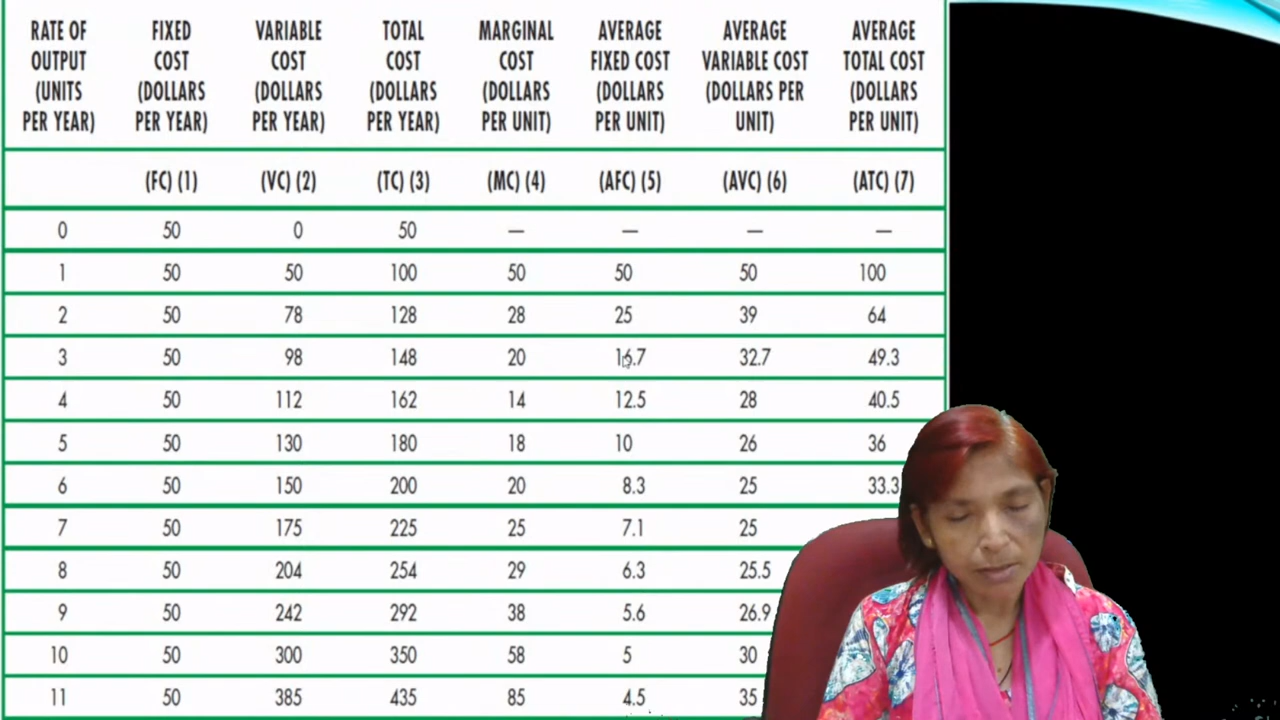 RATE OF OUTPUT (UNITS PER YEAR) FIXED COST (DOLLARS PER YEAR) VARIABLE COST (DOLLARS PER YEAR) TOTAL COST (DOLLARS PER YEAR) MARGINAL COST (DOLLARS PER UNIT) AVERAGE FIXED COST (DOLLARS PER UNIT) AVERAGE VARIABLE COST (DOLLARS PER UNIT) AVERAGE TOTAL COST (DOLLARS PER UNIT)
(FC) (1) (VC) (2) (TC) (3) (MC) (4) (AFC) (5) (AVC) (6) (ATC) (7)
0 50 0 50 — — — —
1 50 50 100 50 50 50 100
2 50 78 128 28 25 39 64
3 50 98 148 20 16.7 32.7 49.3
4 50 112 162 14 12.5 28 40.5
5 50 130 180 18 10 26 36
6 50 150 200 20 8.3 25 33.3
7 50 175 225 25 7.1 25
8 50 204 254 29 6.3 25.5
9 50 242 292 38 5.6 26.9
10 50 300 350 58 5 30
11 50 385 435 85 4.5 35